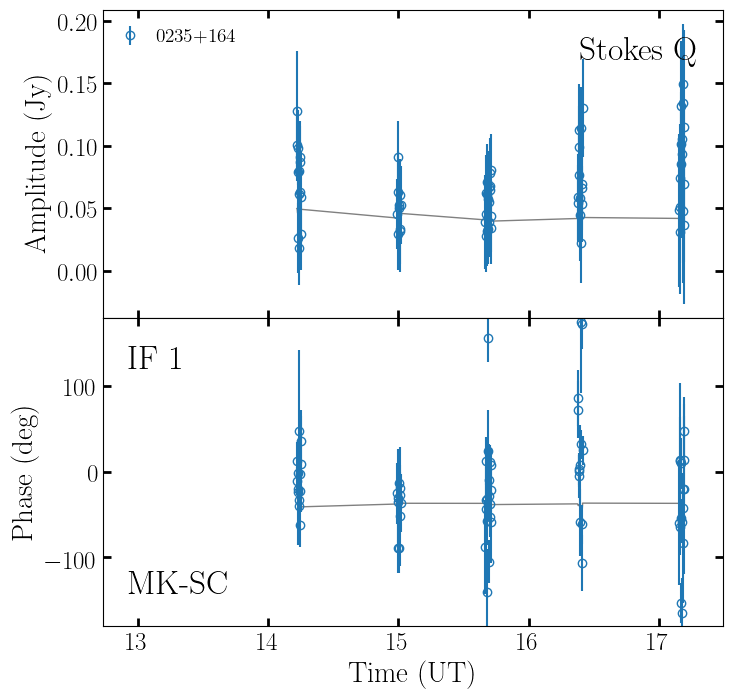 0235+164
Stokes Q
0.20
0.15
0.10
0.05
0.00
Amplitude (Jy)
IF 1
100
0
−100
Phase (deg)
MK-SC
13 14 15 16 17
Time (UT)